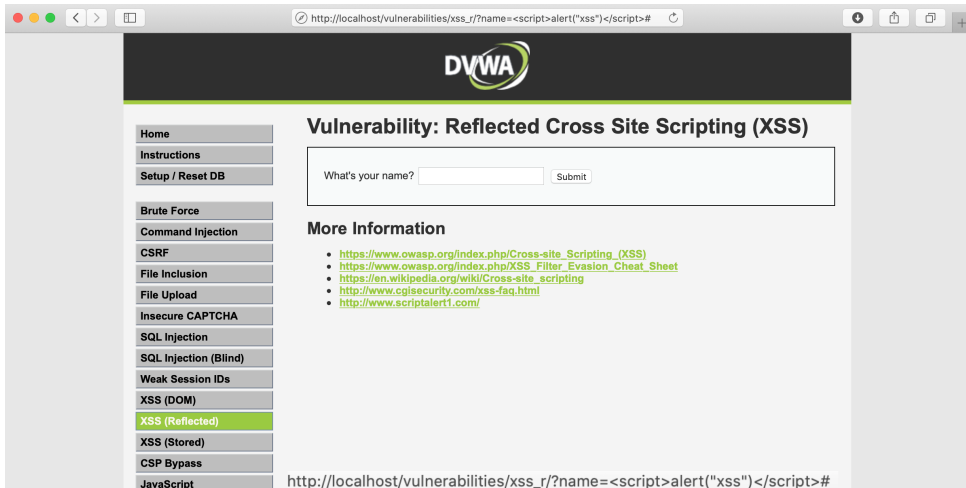 http://localhost/vulnerabilities/xss_r/?name=<script>alert("xss")</script>#
DVWA
Home
Instructions
Setup / Reset DB
Brute Force
Command Injection
CSRF
File Inclusion
File Upload
Insecure CAPTCHA
SQL Injection
SQL Injection (Blind)
Weak Session IDs
XSS (DOM)
XSS (Reflected)
XSS (Stored)
CSP Bypass
JavaScript
Vulnerability: Reflected Cross Site Scripting (XSS)
What's your name? Submit
More Information
https://www.owasp.org/index.php/Cross-site_Scripting_(XSS)
https://www.owasp.org/index.php/XSS_Filter_Evasion_Cheat_Sheet
https://en.wikipedia.org/wiki/Cross-site_scripting
http://www.cgisecurity.com/xss-faq.html
http://www.scriptalert1.com/
http://localhost/vulnerabilities/xss_r/?name=<script>alert("xss")</script>#